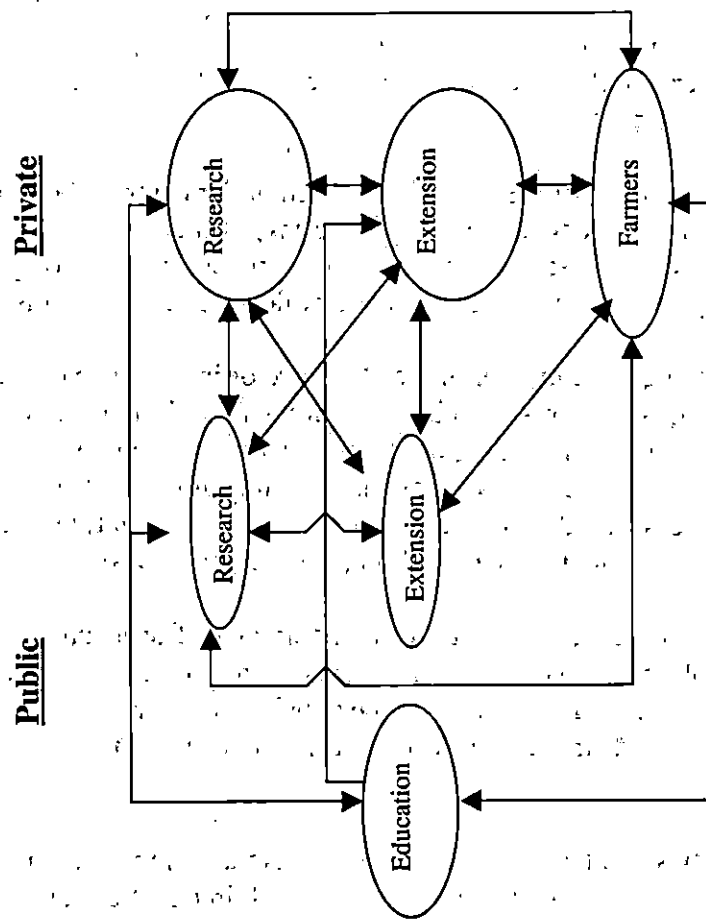 Public
Private
Research
Research
Education
Extension
Extension
Farmers